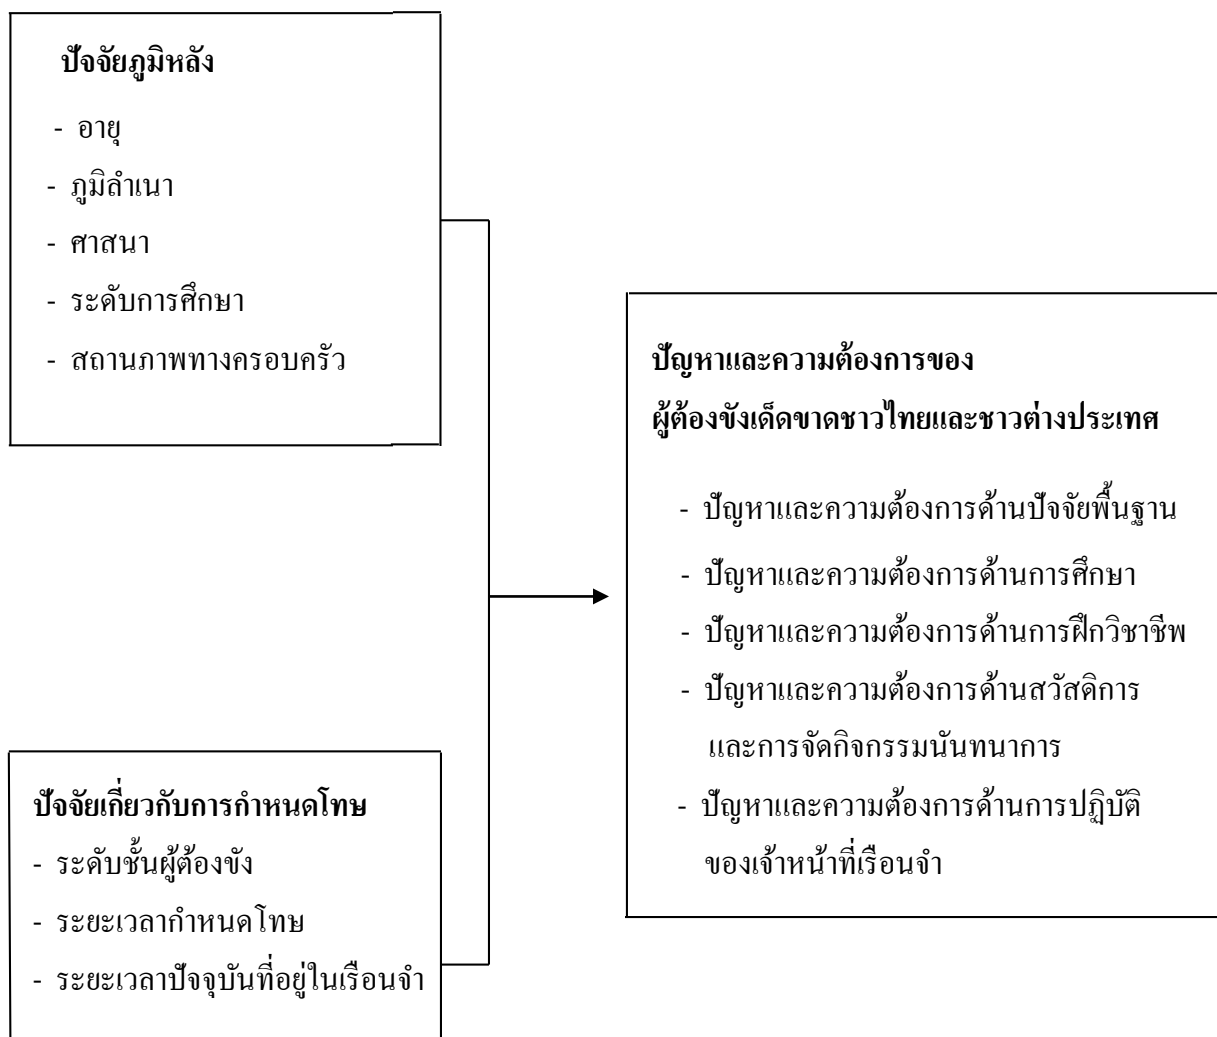 ปัจจัยภูมิหลัง
- อายุ
- ภูมิลำเนา
- ศาสนา
- ระดับการศึกษา
- สถานภาพทางครอบครัว
ปัจจัยเกี่ยวกับการกำหนดโทษ
- ระดับชั้นผู้ต้องขัง
- ระยะเวลากำหนดโทษ
- ระยะเวลาปัจจุบันที่อยู่ในเรือนจำ
ปัญหาและความต้องการของ
ผู้ต้องขังเด็ดขาดชาวไทยและชาวต่างประเทศ
- ปัญหาและความต้องการด้านปัจจัยพื้นฐาน
- ปัญหาและความต้องการด้านการศึกษา
- ปัญหาและความต้องการด้านการฝึกวิชาชีพ
- ปัญหาและความต้องการด้านสวัสดิการ
และการจัดกิจกรรมนันทนาการ
- ปัญหาและความต้องการด้านการปฏิบัติ
ของเจ้าหน้าที่เรือนจำ